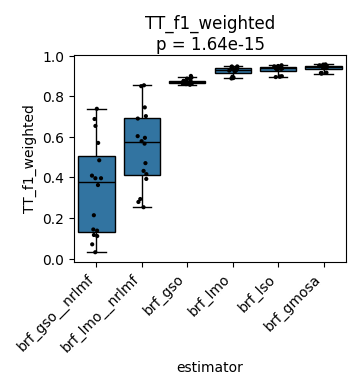 TT_f1_weighted
p = 1.64e-15
TT_f1_weighted
1.0
0.8
0.6
0.4
0.2
0.0
brf_gso__nrlmf
brf_lmo__nrlmf
brf_gso
brf_lmo
brf_lso
brf_gmosa
estimator